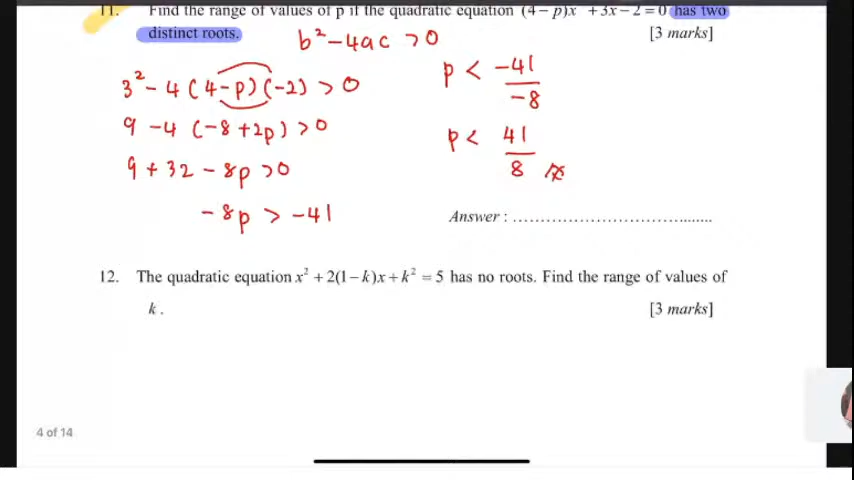 11. Find the range of values of p if the quadratic equation (4−p)x +3x−2=0 has two
distinct roots. [3 marks]
b² − 4ac > 0
3² − 4 (4−p)(−2) > 0
9 − 4 (−8 + 2p) > 0
9 + 32 − 8p > 0
−8p > −41
p < −41/−8
p < 41/8
Answer : ......................................
12. The quadratic equation x² + 2(1−k)x + k² = 5 has no roots. Find the range of values of
k . [3 marks]
4 of 14